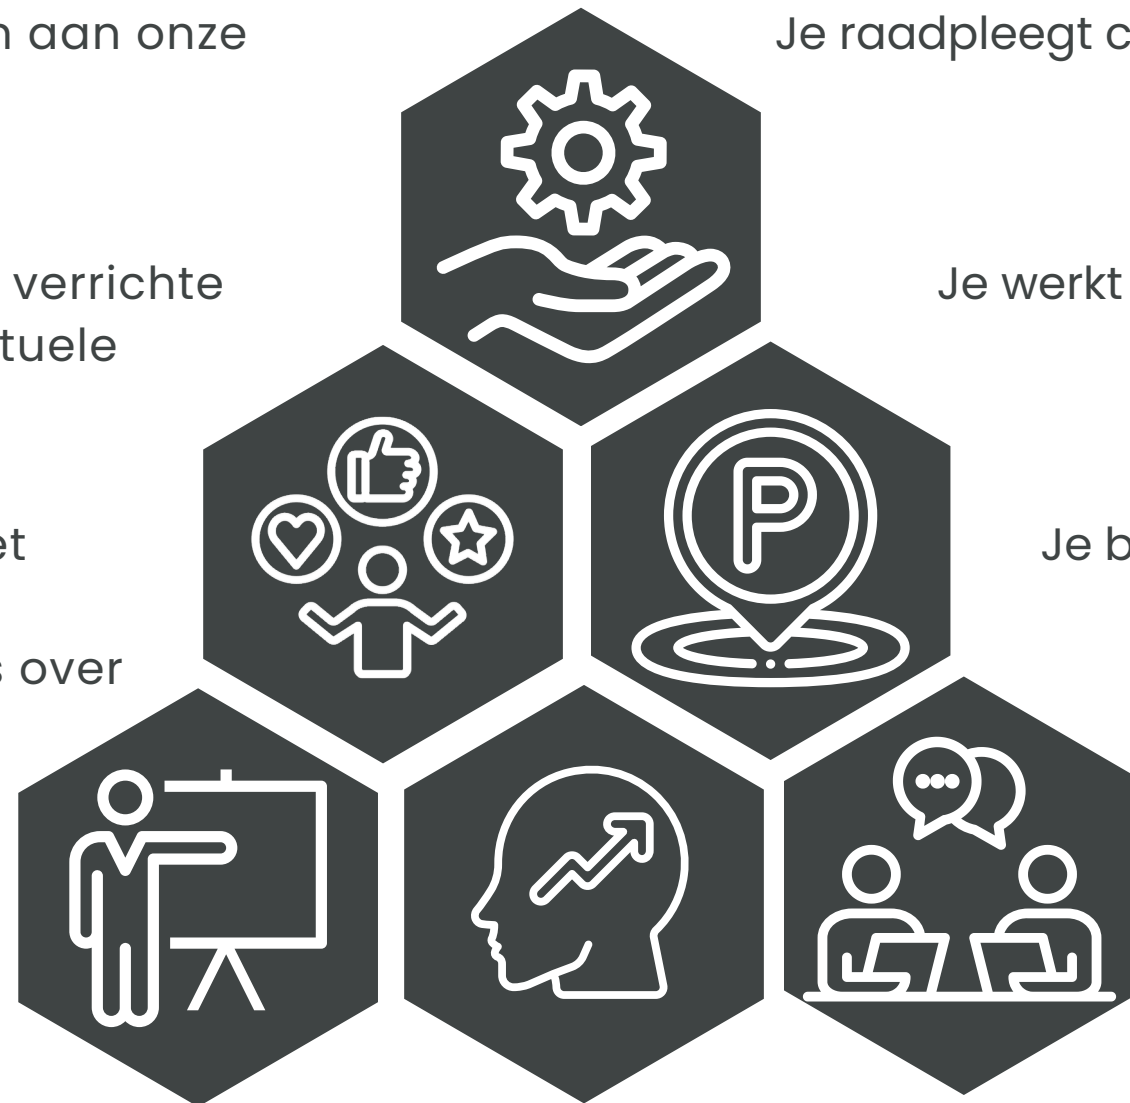 n aan onze
Je raadpleegt c
verrichte
tuele
Je werkt
P
et
Je b
s over